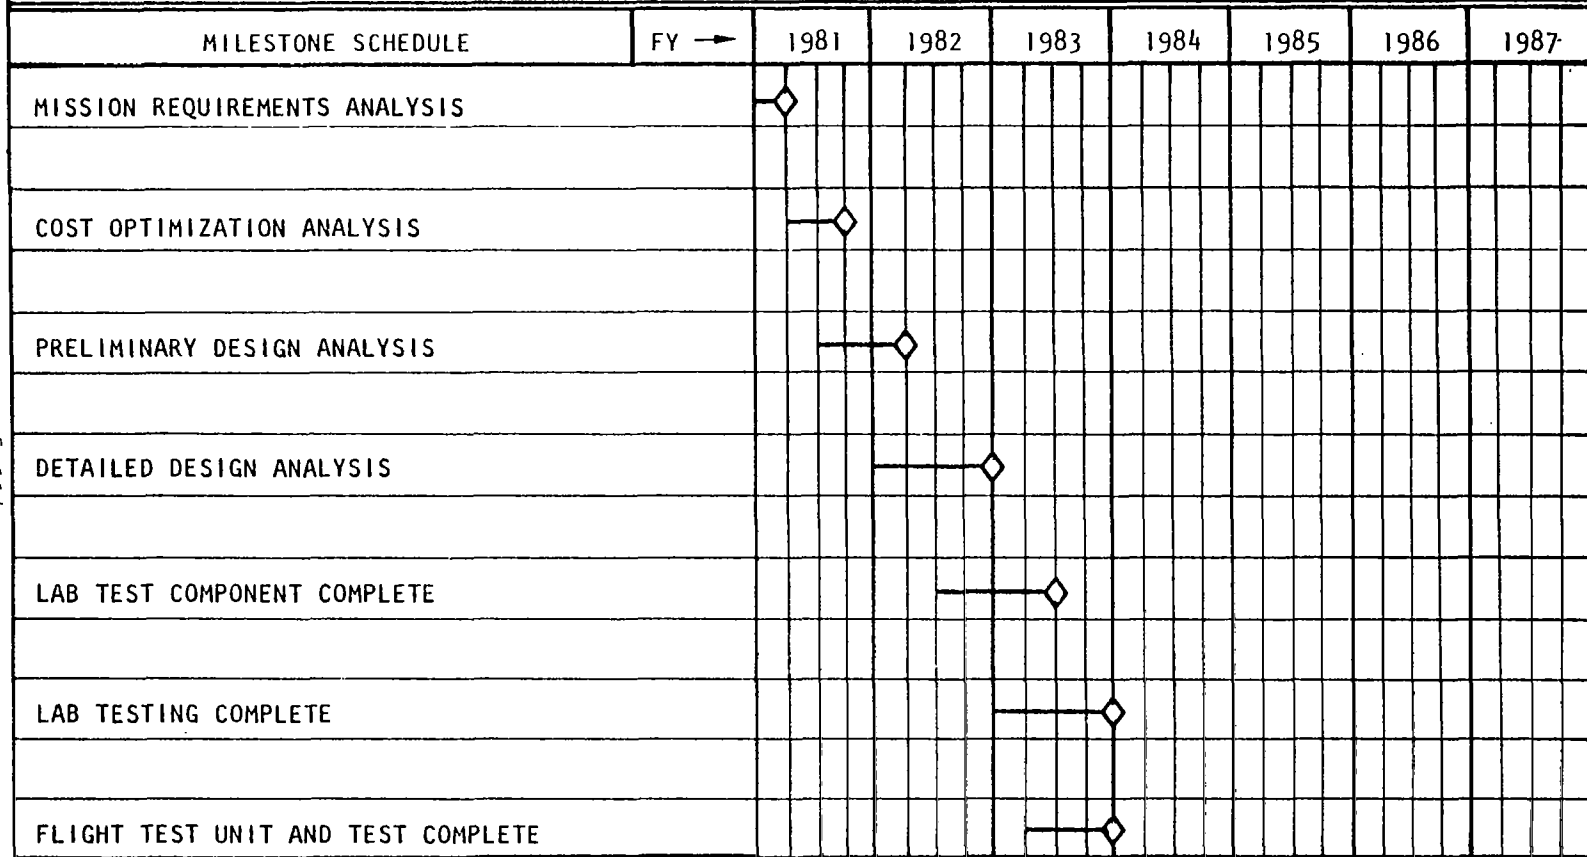 MILESTONE SCHEDULE FY → 1981 1982 1983 1984 1985 1986 1987
MISSION REQUIREMENTS ANALYSIS
COST OPTIMIZATION ANALYSIS
PRELIMINARY DESIGN ANALYSIS
DETAILED DESIGN ANALYSIS
LAB TEST COMPONENT COMPLETE
LAB TESTING COMPLETE
FLIGHT TEST UNIT AND TEST COMPLETE